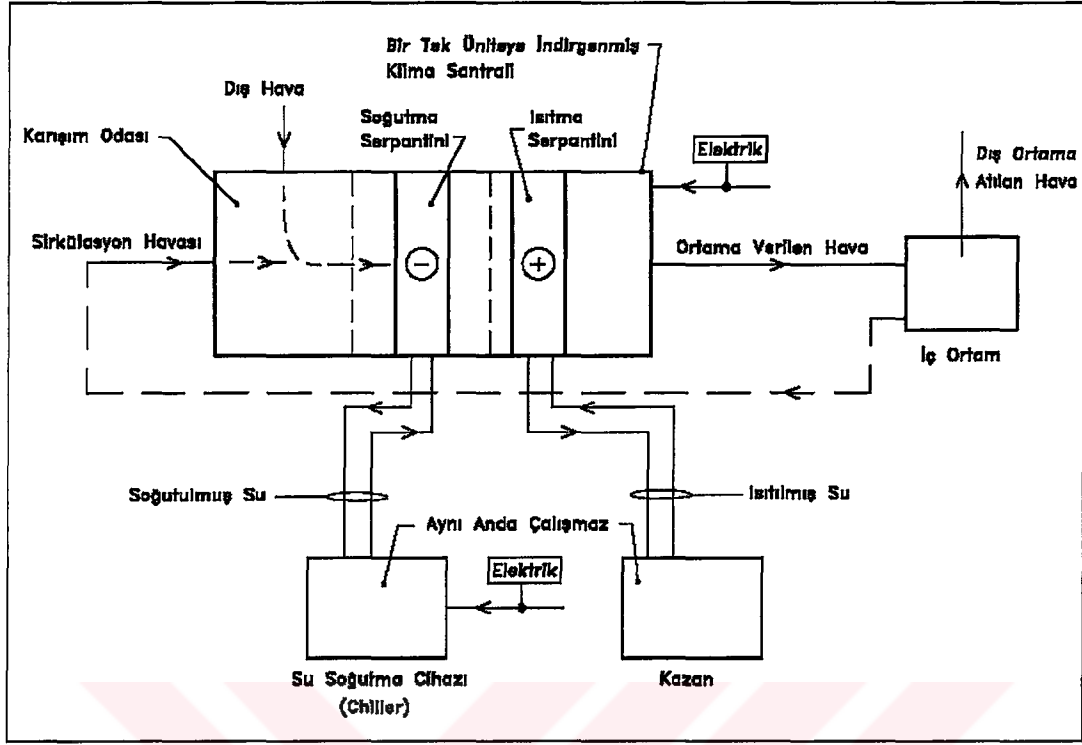 Bir Tek Üniteye İndirgenmiş
Klima Santrali
Dış Hava
Karışım Odası
Soğutma
Serpantini
Isıtma
Serpantini
Elektrik
Dış Ortama
Atılan Hava
Sirkülasyon Havası
Ortama Verilen Hava
İç Ortam
Soğutulmuş Su
Isıtılmış Su
Aynı Anda Çalışmaz
Elektrik
Su Soğutma Cihazı
(Chiller)
Kazan